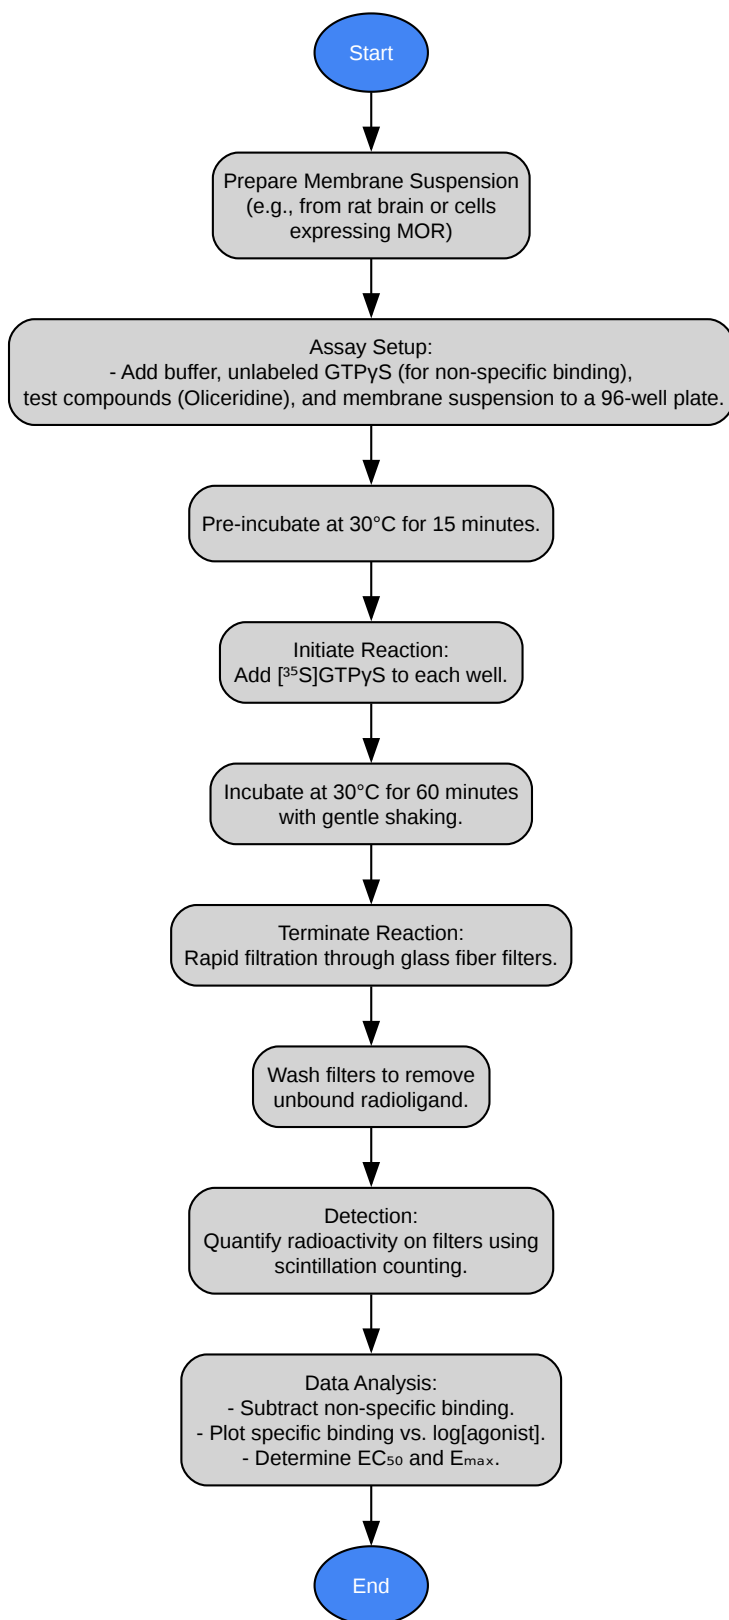 Start
Prepare Membrane Suspension
(e.g., from rat brain or cells
expressing MOR)
Assay Setup:
- Add buffer, unlabeled GTPγS (for non-specific binding),
test compounds (Oliceridine), and membrane suspension to a 96-well plate.
Pre-incubate at 30°C for 15 minutes.
Initiate Reaction:
Add [³⁵S]GTPγS to each well.
Incubate at 30°C for 60 minutes
with gentle shaking.
Terminate Reaction:
Rapid filtration through glass fiber filters.
Wash filters to remove
unbound radioligand.
Detection:
Quantify radioactivity on filters using
scintillation counting.
Data Analysis:
- Subtract non-specific binding.
- Plot specific binding vs. log[agonist].
- Determine EC₅₀ and Eₘₐₓ.
End